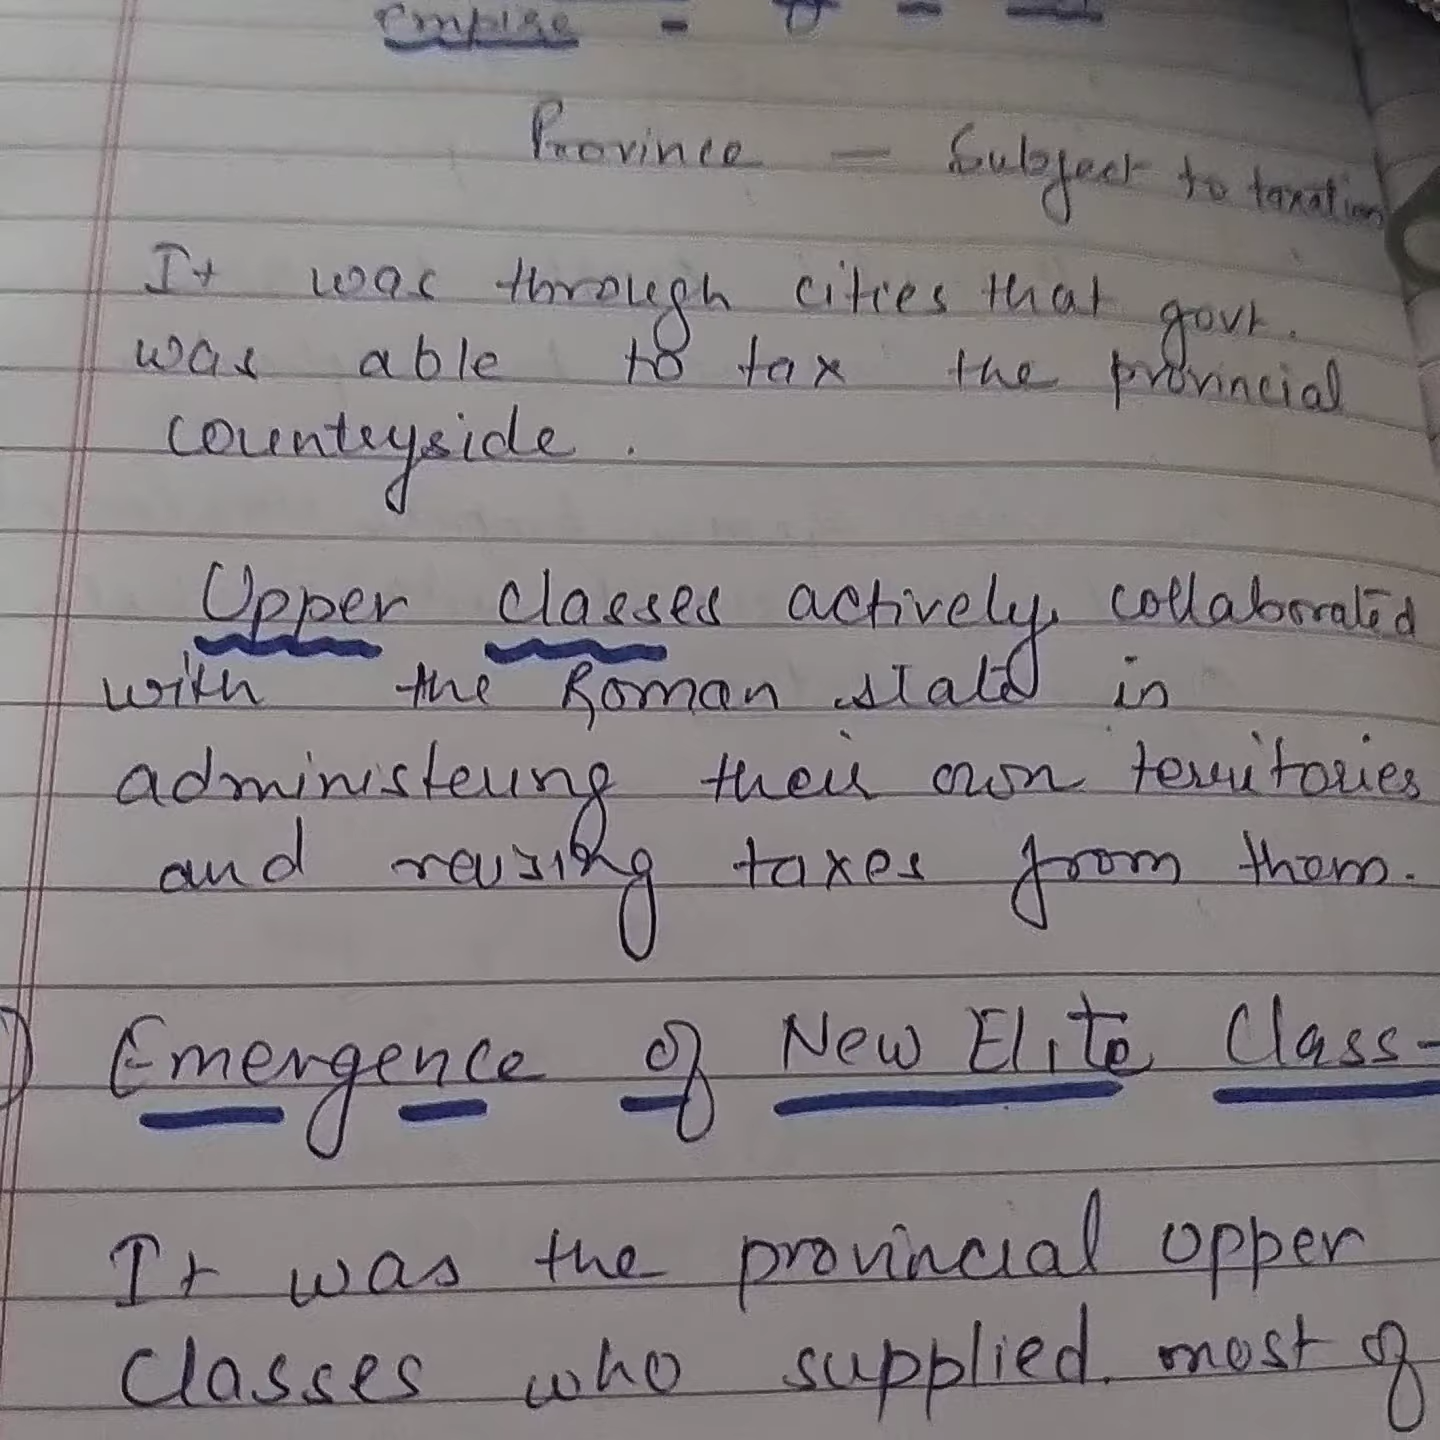 Empire -
Province - Subject to taxation
It was through cities that govt.
was able to tax the provincial
countryside.
Upper classes actively collaborated
with the Roman state in
administering their own territories
and raising taxes from them.
Emergence of New Elite Class-
It was the provincial upper
classes who supplied most of